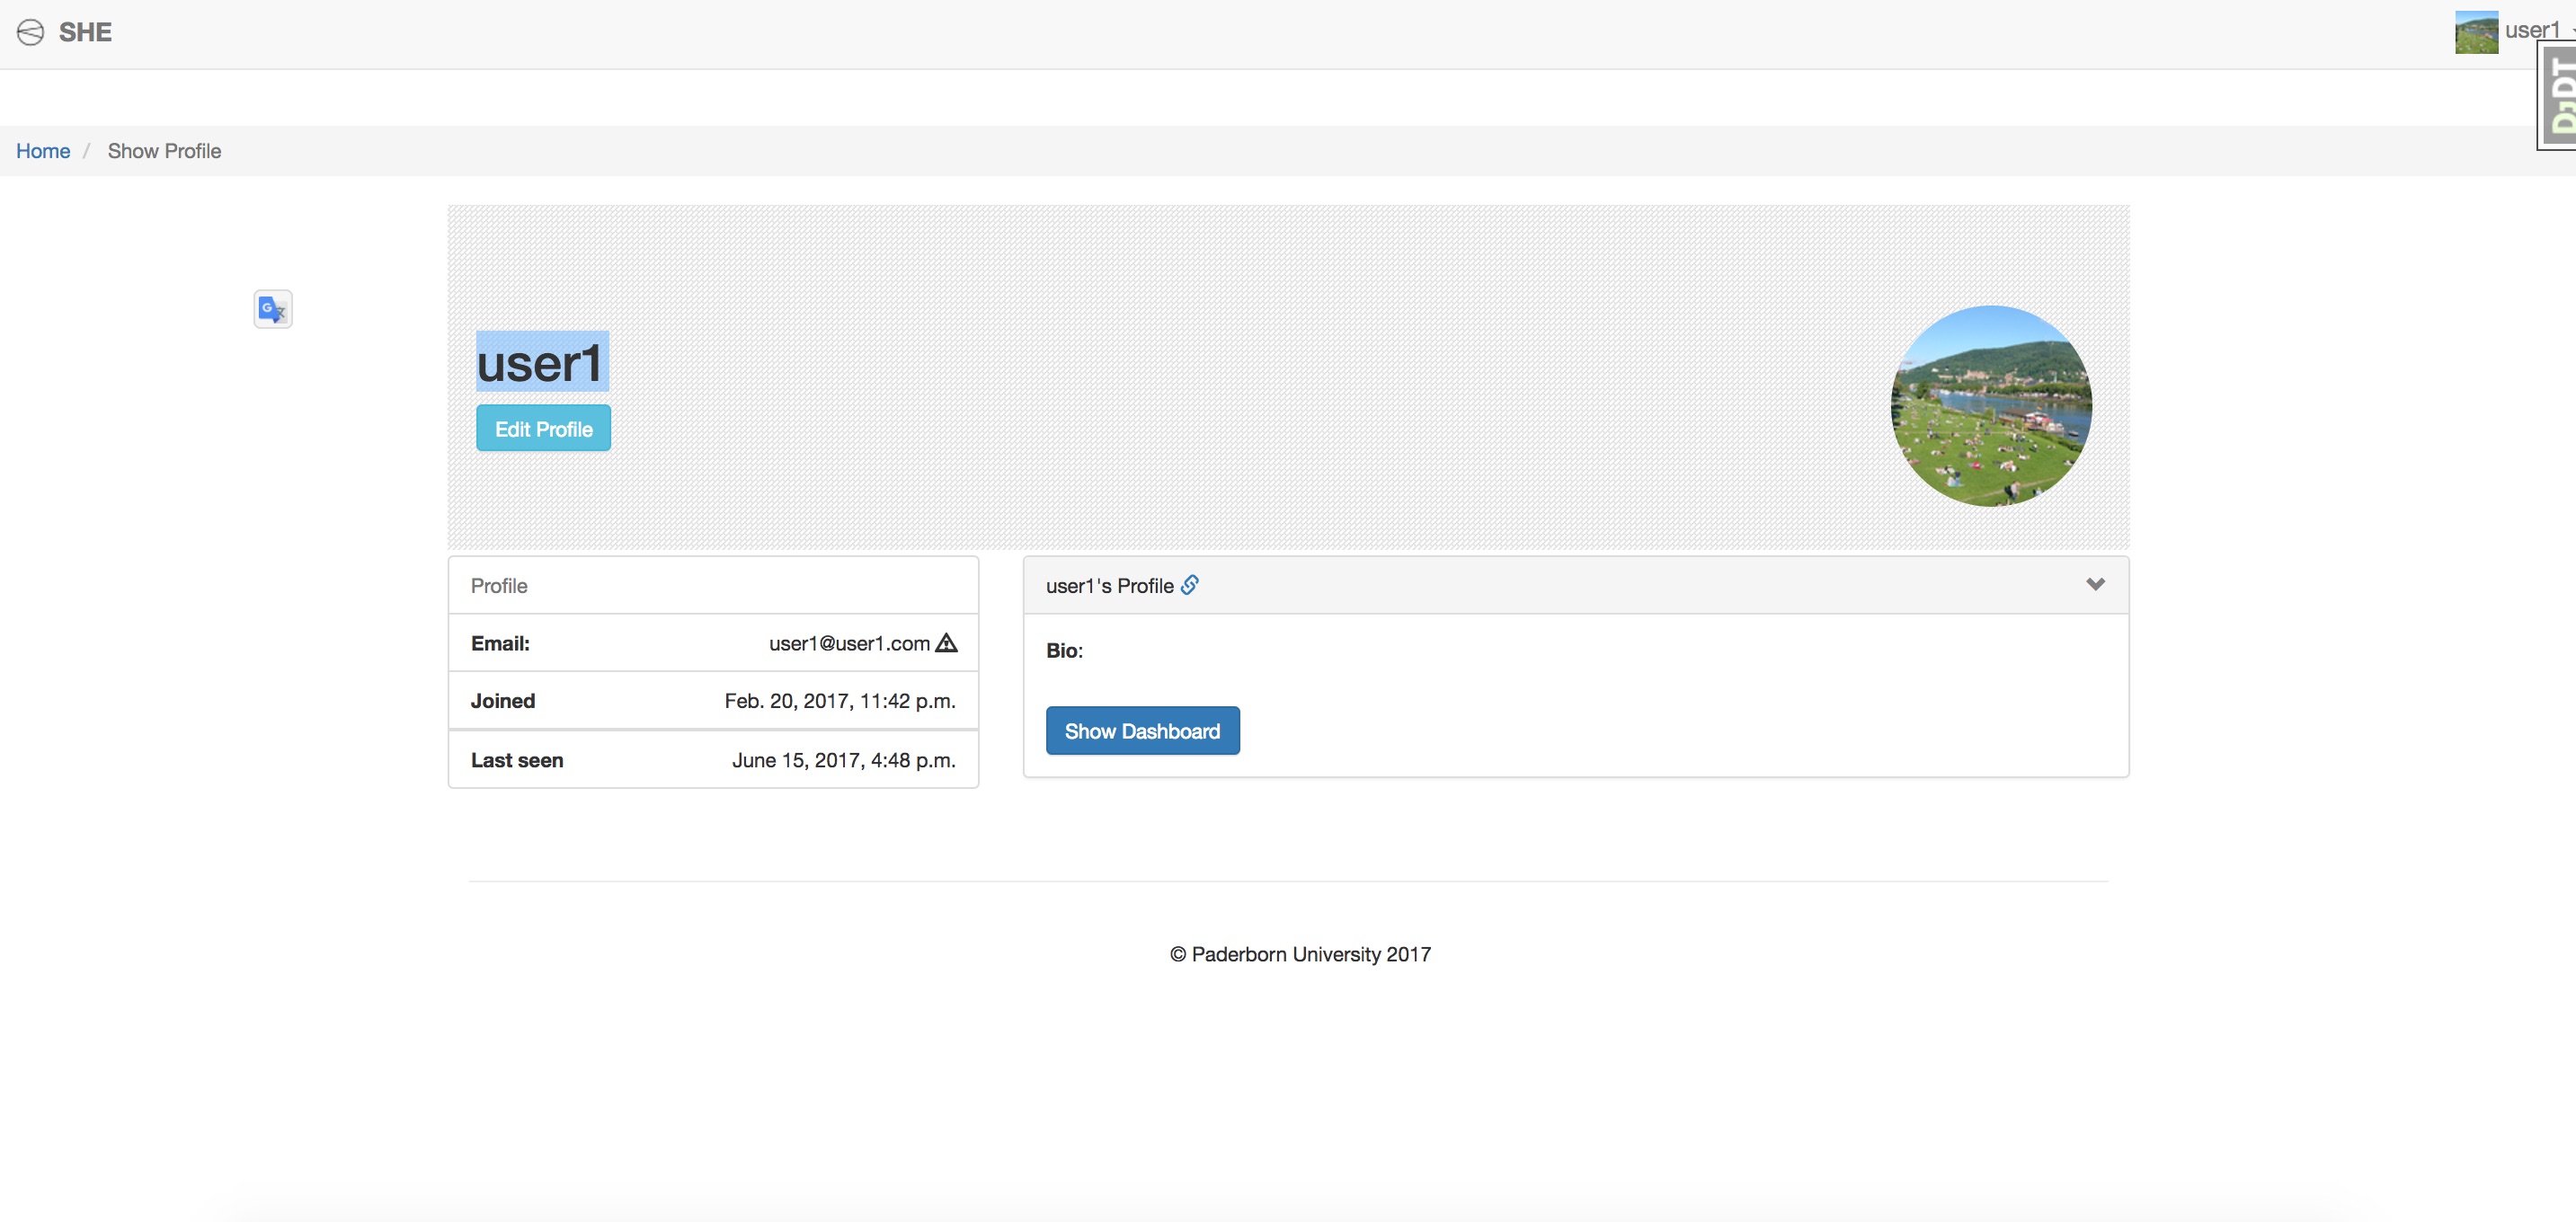 SHE
user1
DjDT
Home / Show Profile
user1
Edit Profile
Profile
Email: user1@user1.com
Joined Feb. 20, 2017, 11:42 p.m.
Last seen June 15, 2017, 4:48 p.m.
user1's Profile
Bio:
Show Dashboard
© Paderborn University 2017